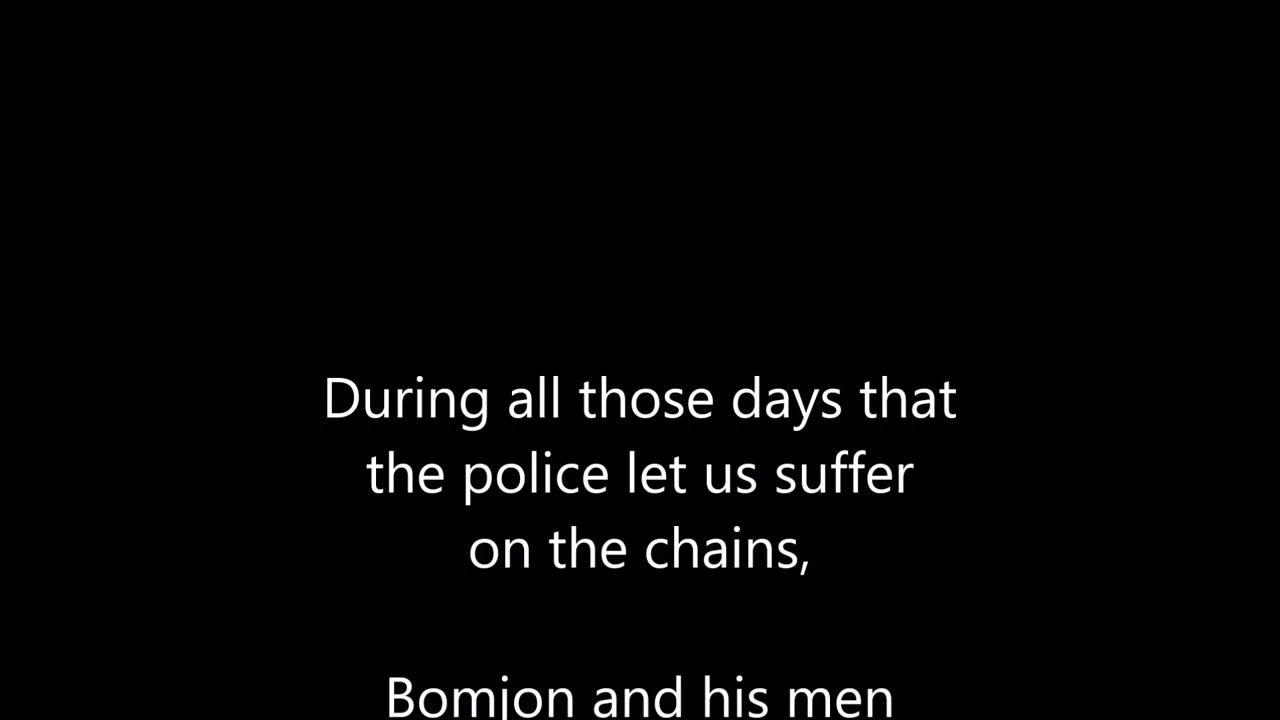 During all those days that
the police let us suffer
on the chains,
Bomjon and his men